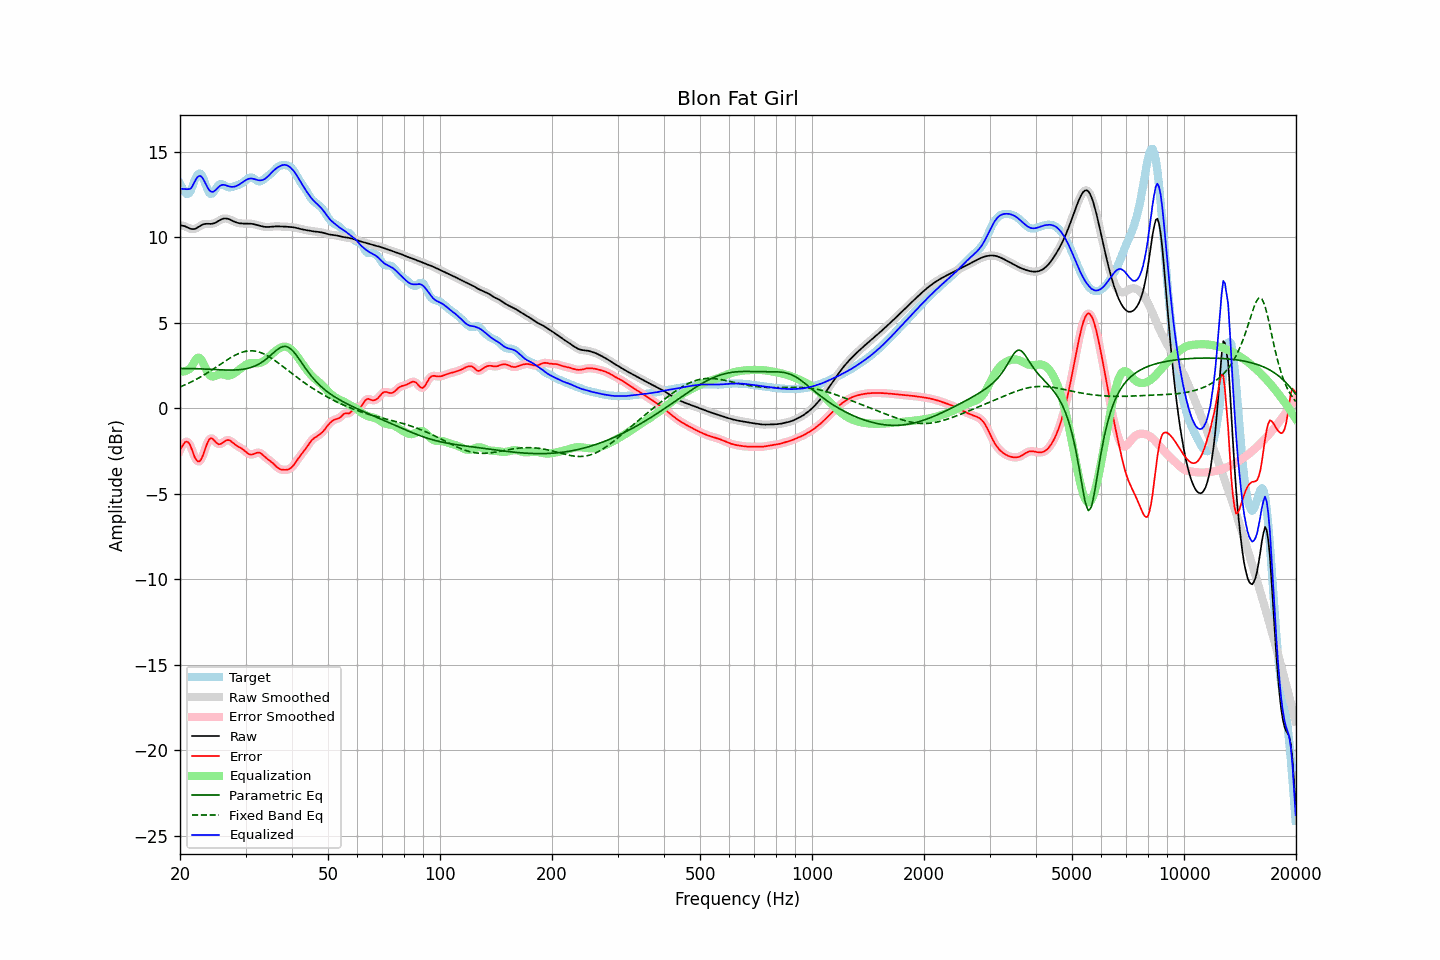 Blon Fat Girl
Amplitude (dBr)
15
10
5
0
−5
−10
−15
−20
−25
Target
Raw Smoothed
Error Smoothed
Raw
Error
Equalization
Parametric Eq
Fixed Band Eq
Equalized
20 50 100 200 500 1000 2000 5000 10000 20000
Frequency (Hz)